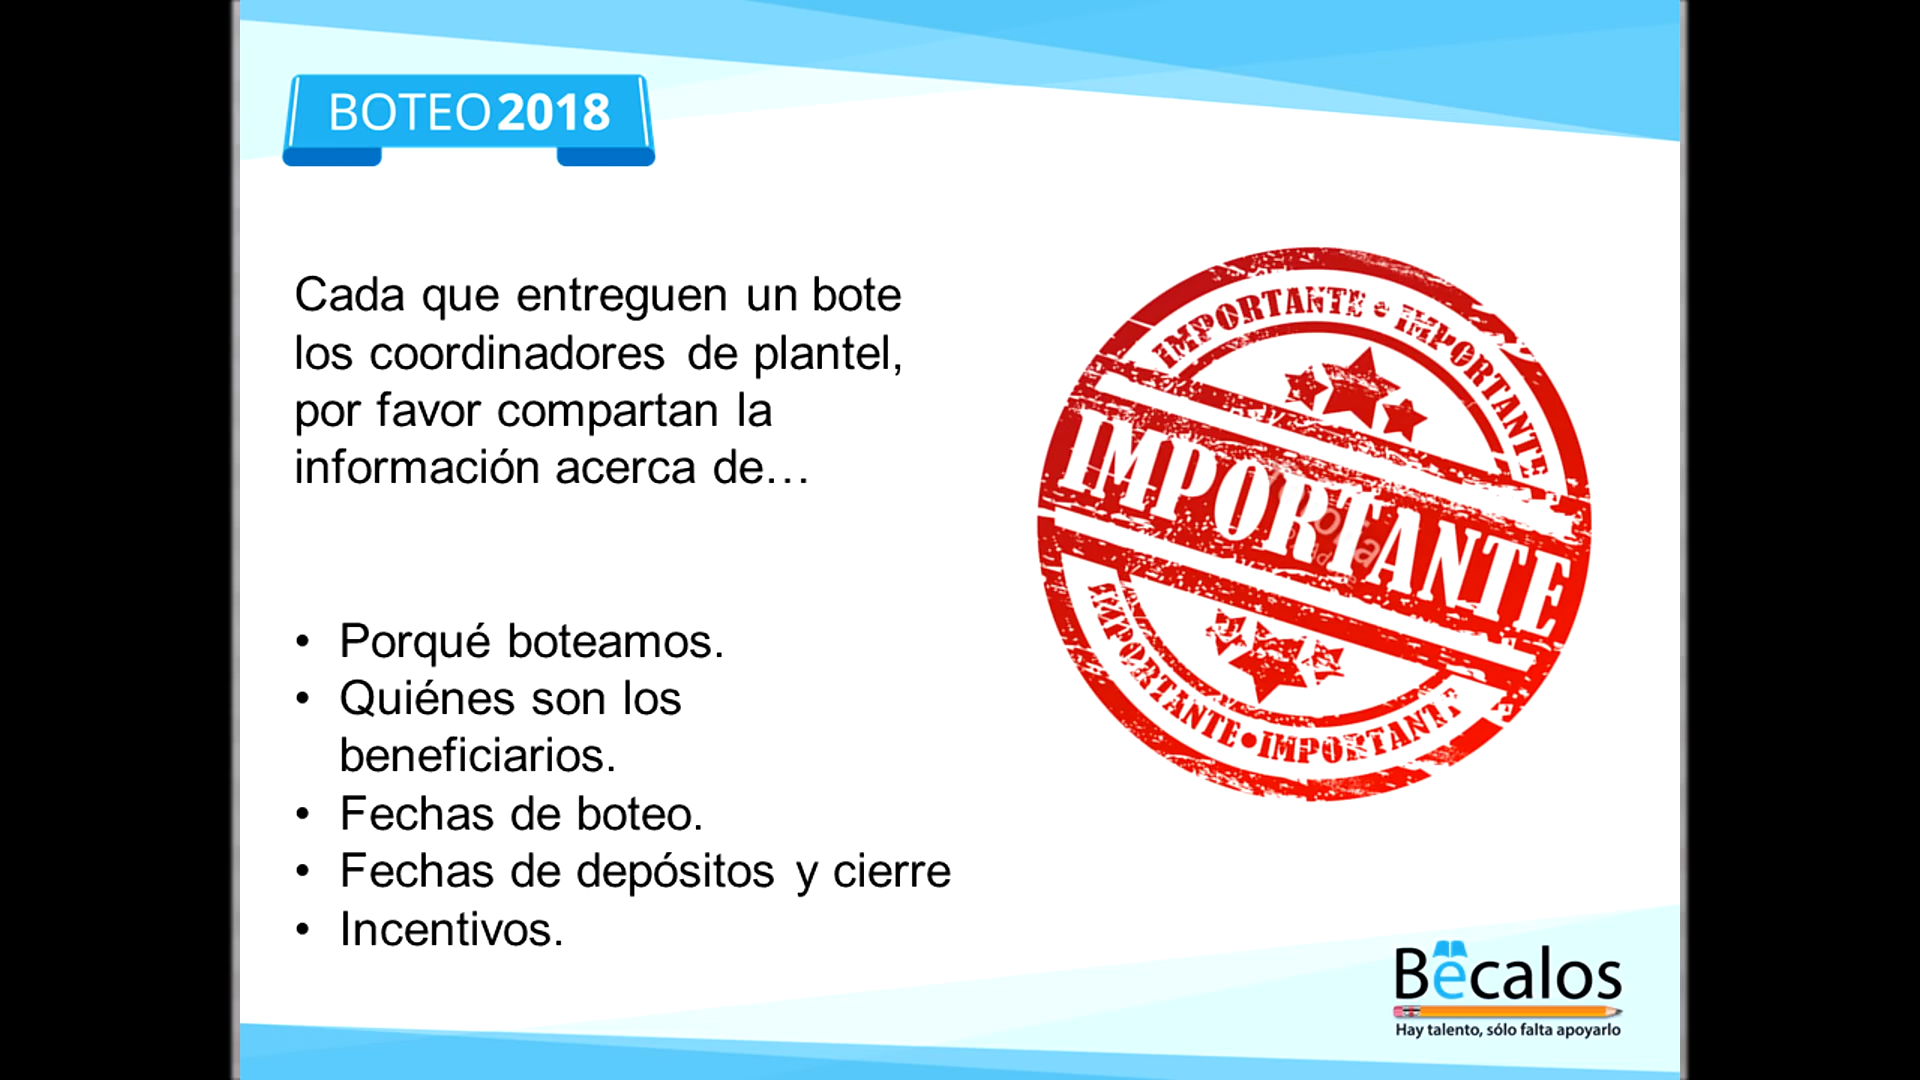 BOTEO 2018
Cada que entreguen un bote
los coordinadores de plantel,
por favor compartan la
información acerca de…
• Porqué boteamos.
• Quiénes son los
beneficiarios.
• Fechas de boteo.
• Fechas de depósitos y cierre
• Incentivos.
IMPORTANTE • IMPORTANTE
IMPORTANTE
IMPORTANTE • IMPORTANTE
Bécalos
Hay talento, sólo falta apoyarlo